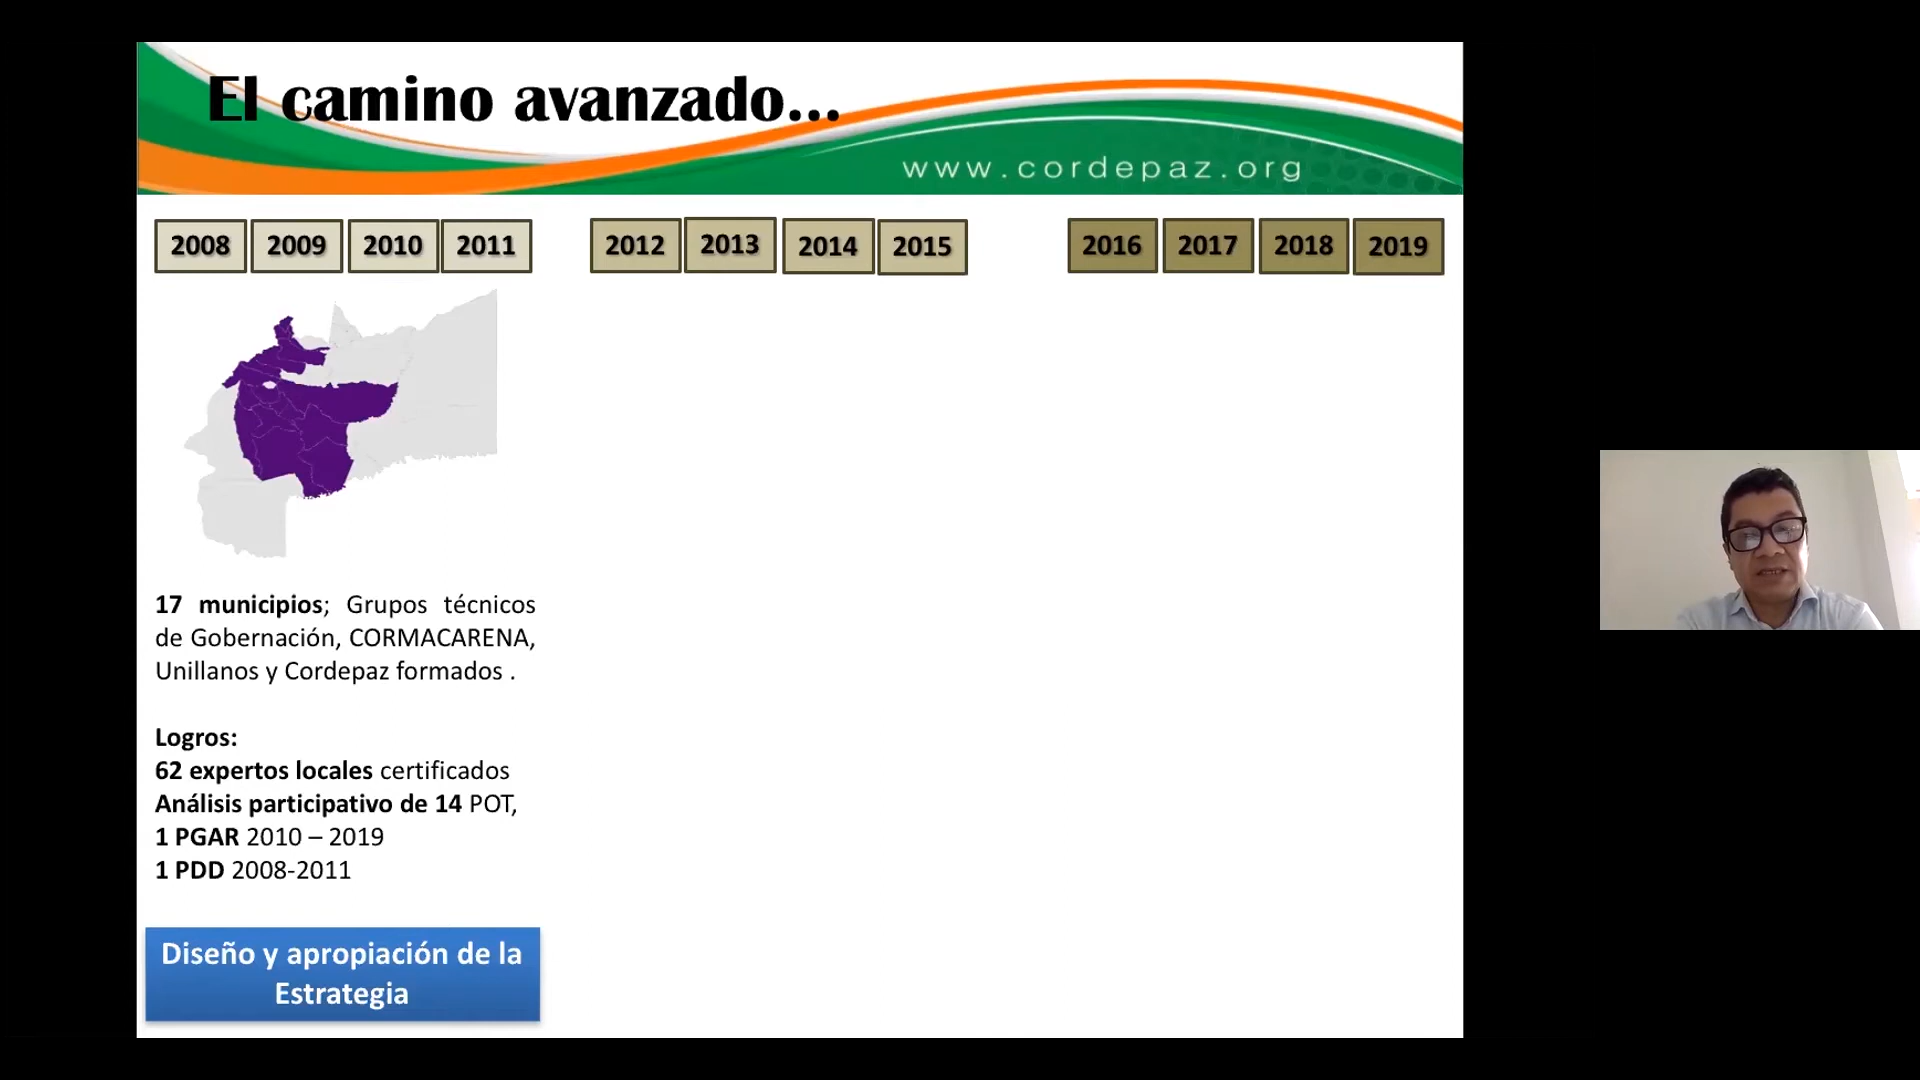 El camino avanzado...
www.cordepaz.org
2008 2009 2010 2011 2012 2013 2014 2015 2016 2017 2018 2019
17 municipios; Grupos técnicos
de Gobernación, CORMACARENA,
Unillanos y Cordepaz formados .
Logros:
62 expertos locales certificados
Análisis participativo de 14 POT,
1 PGAR 2010 – 2019
1 PDD 2008-2011
Diseño y apropiación de la
Estrategia